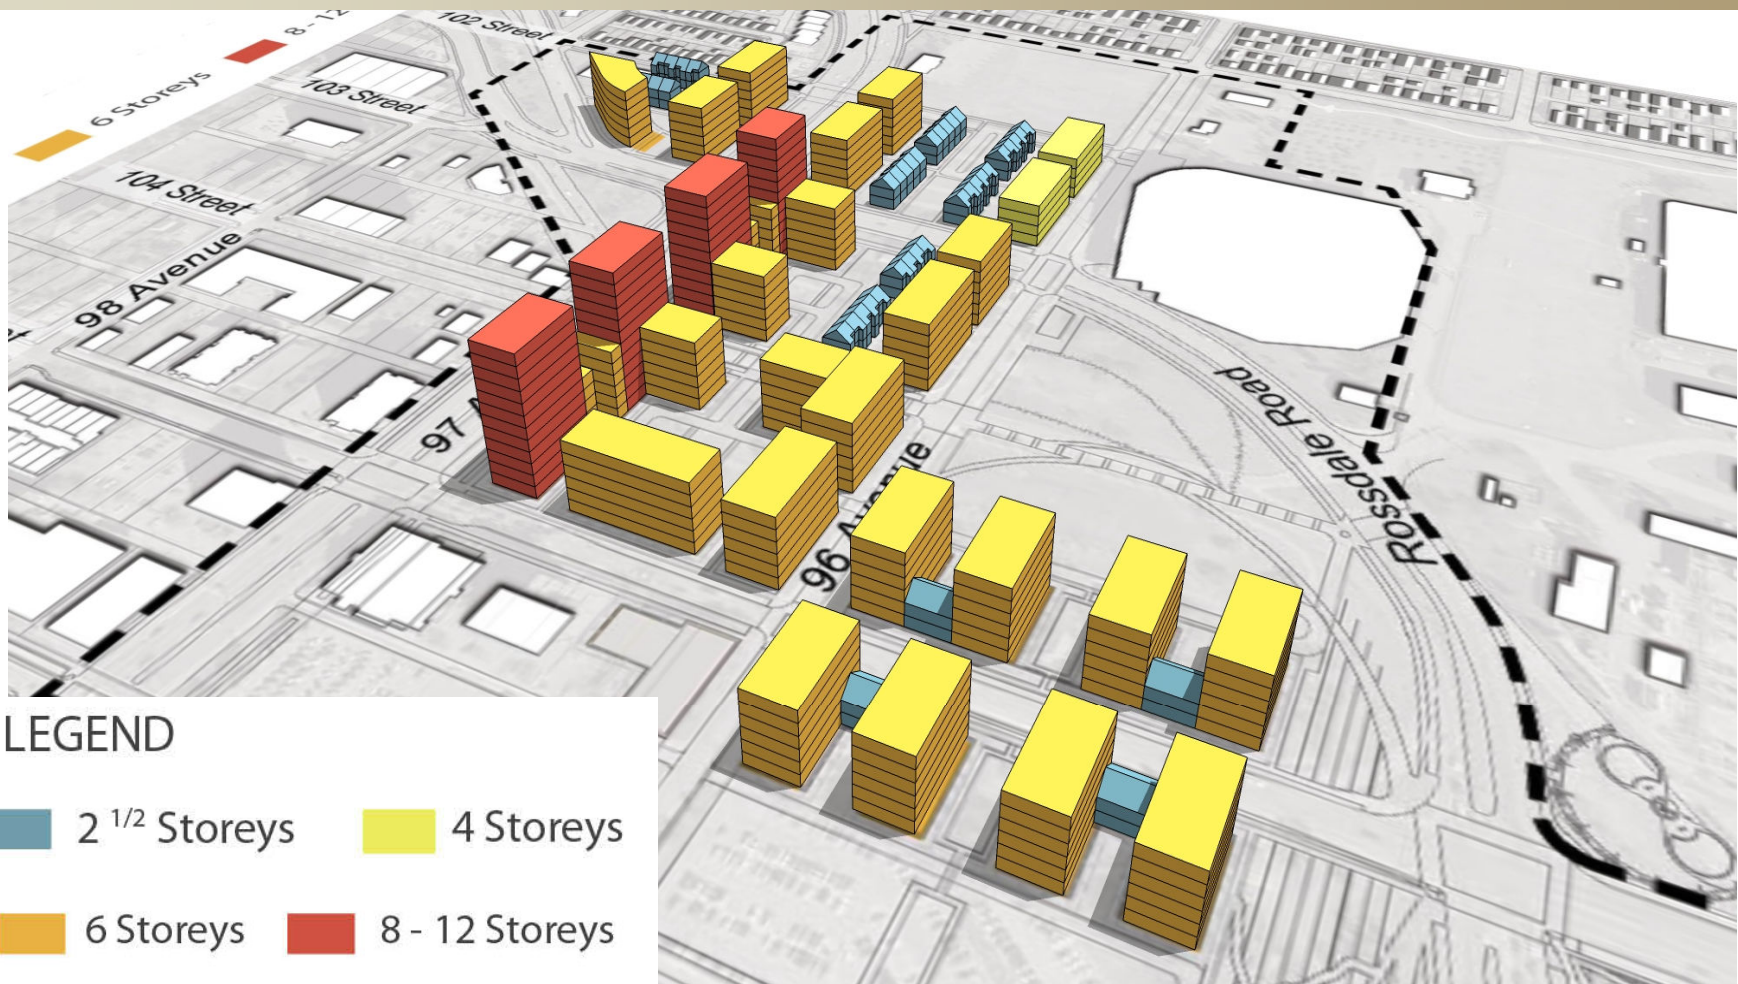 102 Street
8 - 12
6 Storeys
103 Street
104 Street
98 Avenue
97
96 Avenue
Rossdale Road
Rossdale
LEGEND
2 1/2 Storeys
4 Storeys
6 Storeys
8 - 12 Storeys